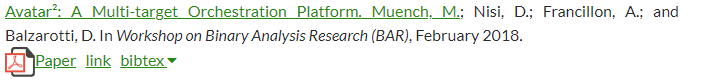 Avatar²: A Multi-target Orchestration Platform. Muench, M.; Nisi, D.; Francillon, A.; and
Balzarotti, D. In Workshop on Binary Analysis Research (BAR), February 2018.
Paper link bibtex